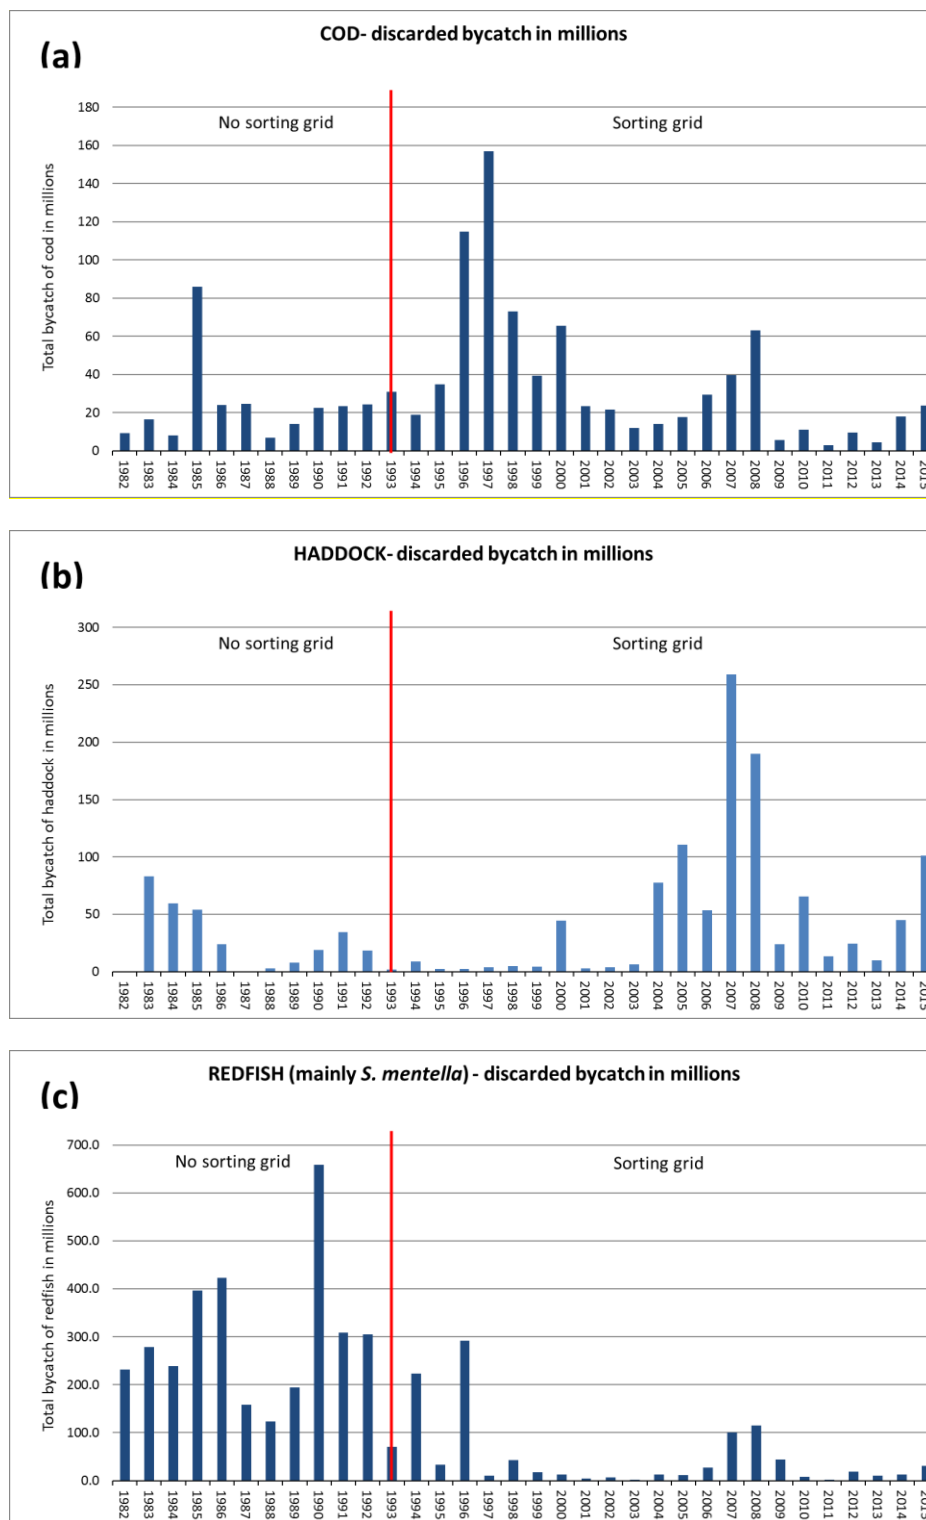 COD- discarded bycatch in millions
(a)
No sorting grid
Sorting grid
Total bycatch of cod in millions
180
160
140
120
100
80
60
40
20
0
1982 1983 1984 1985 1986 1987 1988 1989 1990 1991 1992 1993 1994 1995 1996 1997 1998 1999 2000 2001 2002 2003 2004 2005 2006 2007 2008 2009 2010 2011 2012 2013 2014 2015
HADDOCK- discarded bycatch in millions
(b)
No sorting grid
Sorting grid
Total bycatch of haddock in millions
300
250
200
150
100
50
0
1982 1983 1984 1985 1986 1987 1988 1989 1990 1991 1992 1993 1994 1995 1996 1997 1998 1999 2000 2001 2002 2003 2004 2005 2006 2007 2008 2009 2010 2011 2012 2013 2014 2015
REDFISH (mainly S. mentella) - discarded bycatch in millions
(c)
No sorting grid
Sorting grid
Total bycatch of redfish in millions
700.0
600.0
500.0
400.0
300.0
200.0
100.0
0.0
1982 1983 1984 1985 1986 1987 1988 1989 1990 1991 1992 1993 1994 1995 1996 1997 1998 1999 2000 2001 2002 2003 2004 2005 2006 2007 2008 2009 2010 2011 2012 2013 2014 2015